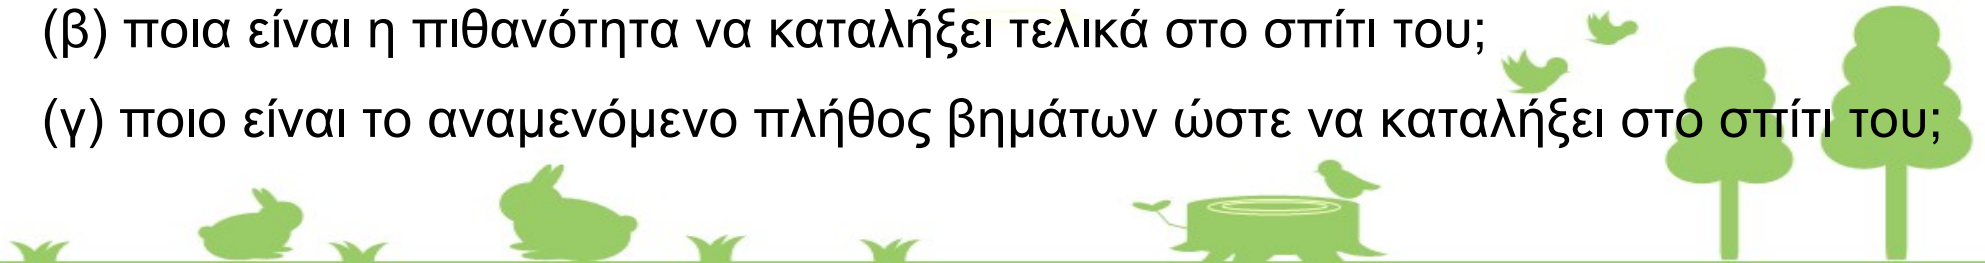 (β) ποια είναι η πιθανότητα να καταλήξει τελικά στο σπίτι του;
(γ) ποιο είναι το αναμενόμενο πλήθος βημάτων ώστε να καταλήξει στο σπίτι του;